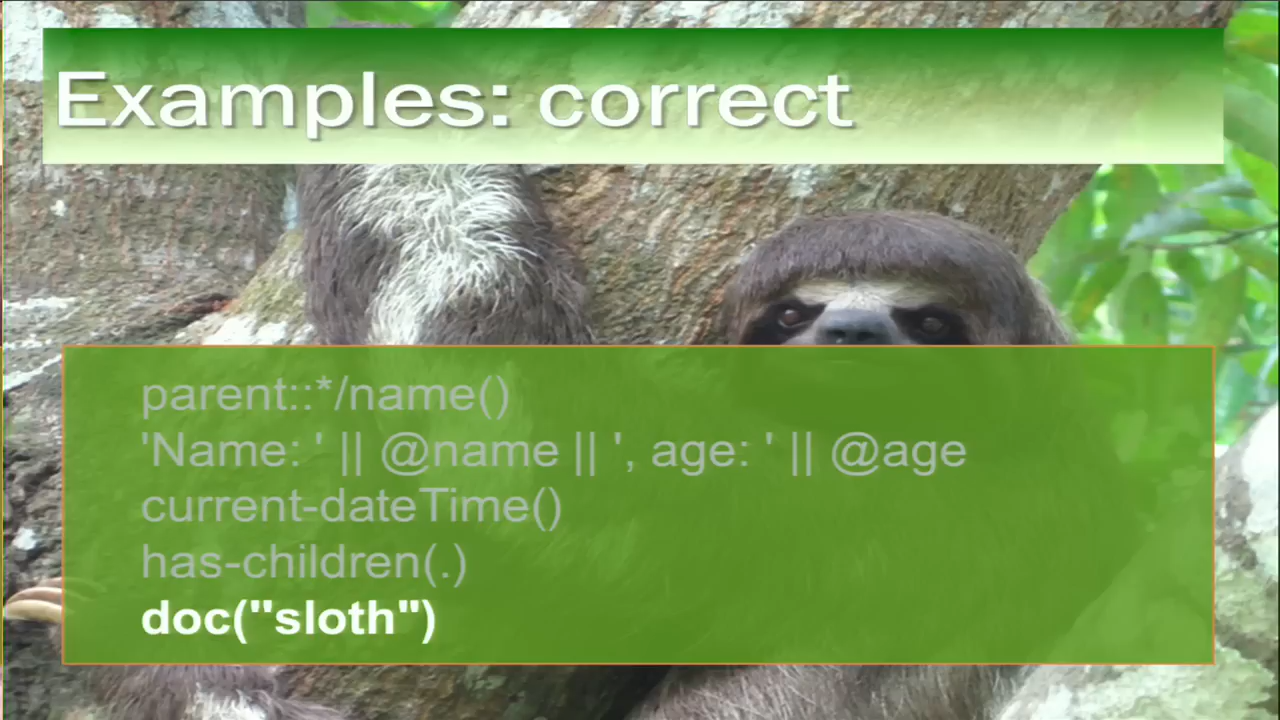 Examples: correct
parent::*/name()
'Name: ' || @name || ', age: ' || @age
current-dateTime()
has-children(.)
doc("sloth")